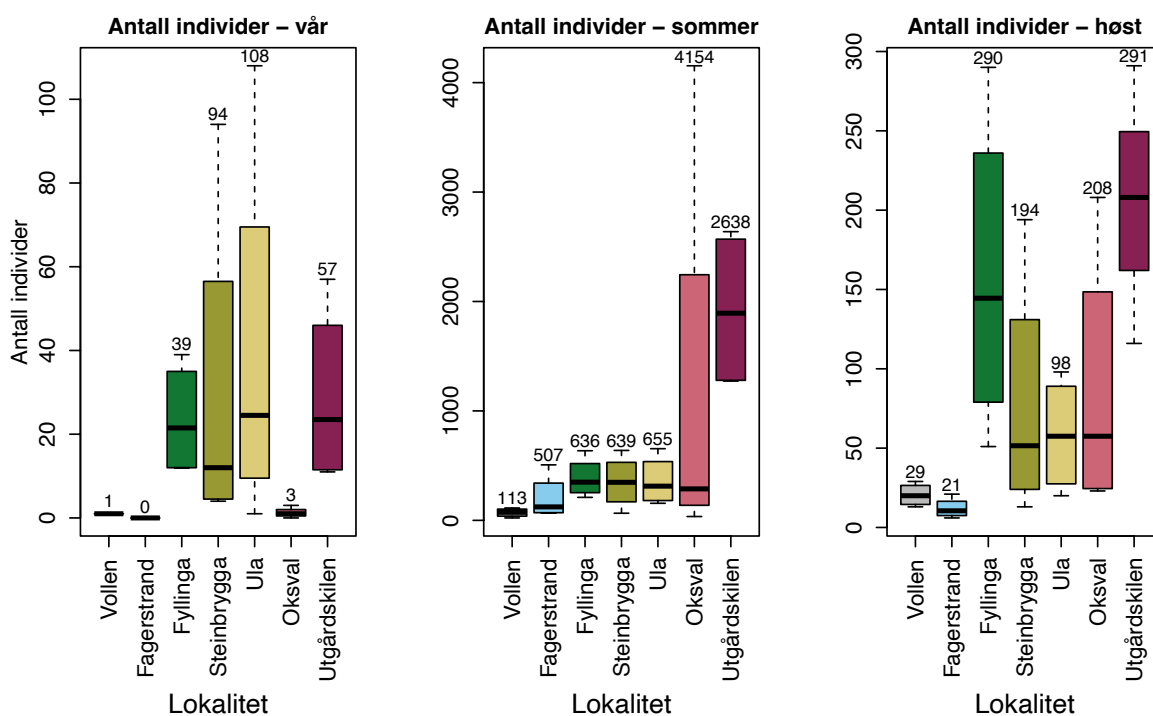 Antall individer – vår
Antall individer
0
20
40
60
80
100
1
0
39
94
108
3
57
Vollen
Fagerstrand
Fyllinga
Steinbrygga
Ula
Oksval
Utgårdskilen
Lokalitet
Antall individer – sommer
0
1000
2000
3000
4000
113
507
636
639
655
4154
2638
Vollen
Fagerstrand
Fyllinga
Steinbrygga
Ula
Oksval
Utgårdskilen
Lokalitet
Antall individer – høst
0
50
100
150
200
250
300
29
21
290
194
98
208
291
Vollen
Fagerstrand
Fyllinga
Steinbrygga
Ula
Oksval
Utgårdskilen
Lokalitet